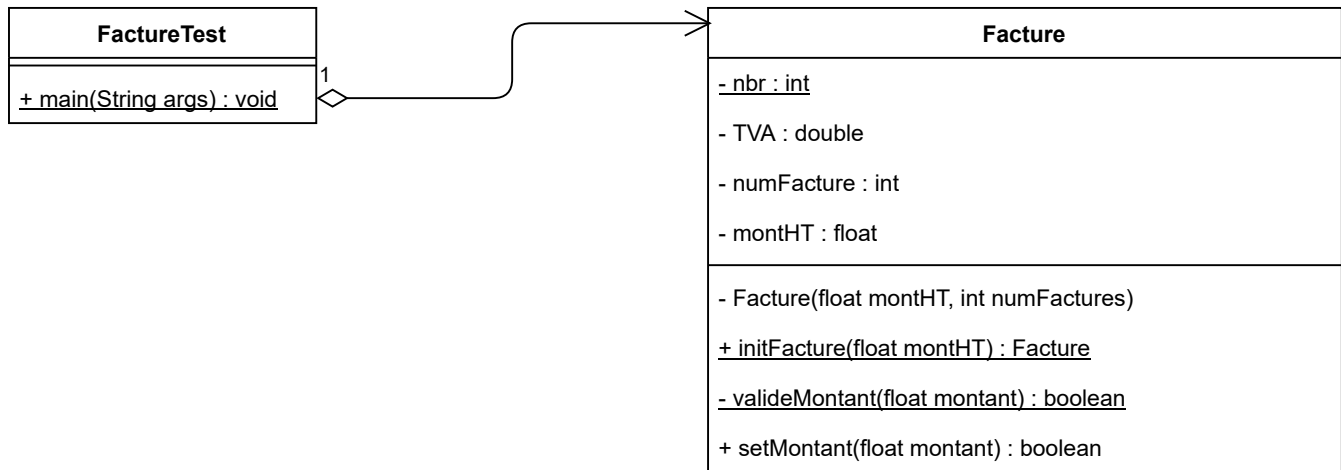 FactureTest
+ main(String args) : void
1
Facture
- nbr : int
- TVA : double
- numFacture : int
- montHT : float
- Facture(float montHT, int numFactures)
+ initFacture(float montHT) : Facture
- valideMontant(float montant) : boolean
+ setMontant(float montant) : boolean